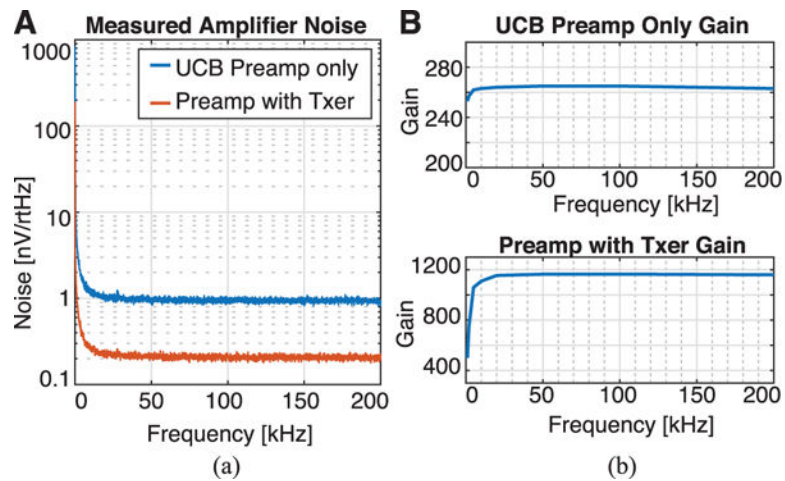 A Measured Amplifier Noise
1000
100
10
1
0.1
Noise [nV/rtHz]
UCB Preamp only
Preamp with Txer
0 50 100 150 200
Frequency [kHz]
(a)
B UCB Preamp Only Gain
280
260
240
200
Gain
0 50 100 150 200
Frequency [kHz]
Preamp with Txer Gain
1200
1000
800
400
Gain
0 50 100 150 200
Frequency [kHz]
(b)